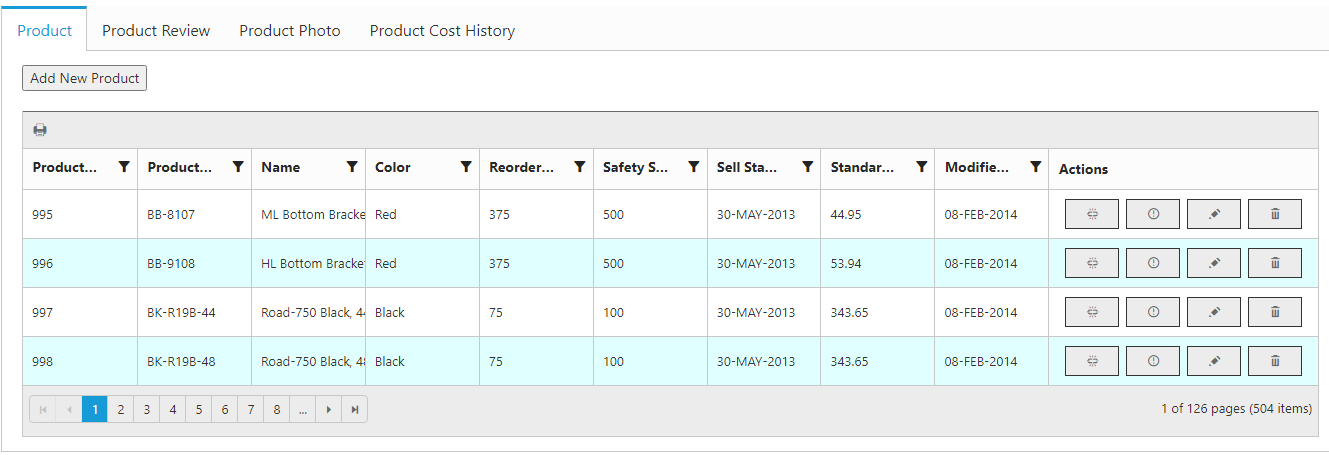 Product Product Review Product Photo Product Cost History
Add New Product
Product... Product... Name Color Reorder... Safety S... Sell Sta... Standar... Modifie... Actions
995 BB-8107 ML Bottom Bracke Red 375 500 30-MAY-2013 44.95 08-FEB-2014
996 BB-9108 HL Bottom Bracket Red 375 500 30-MAY-2013 53.94 08-FEB-2014
997 BK-R19B-44 Road-750 Black, 44 Black 75 100 30-MAY-2013 343.65 08-FEB-2014
998 BK-R19B-48 Road-750 Black, 48 Black 75 100 30-MAY-2013 343.65 08-FEB-2014
1 2 3 4 5 6 7 8 ... 1 of 126 pages (504 items)